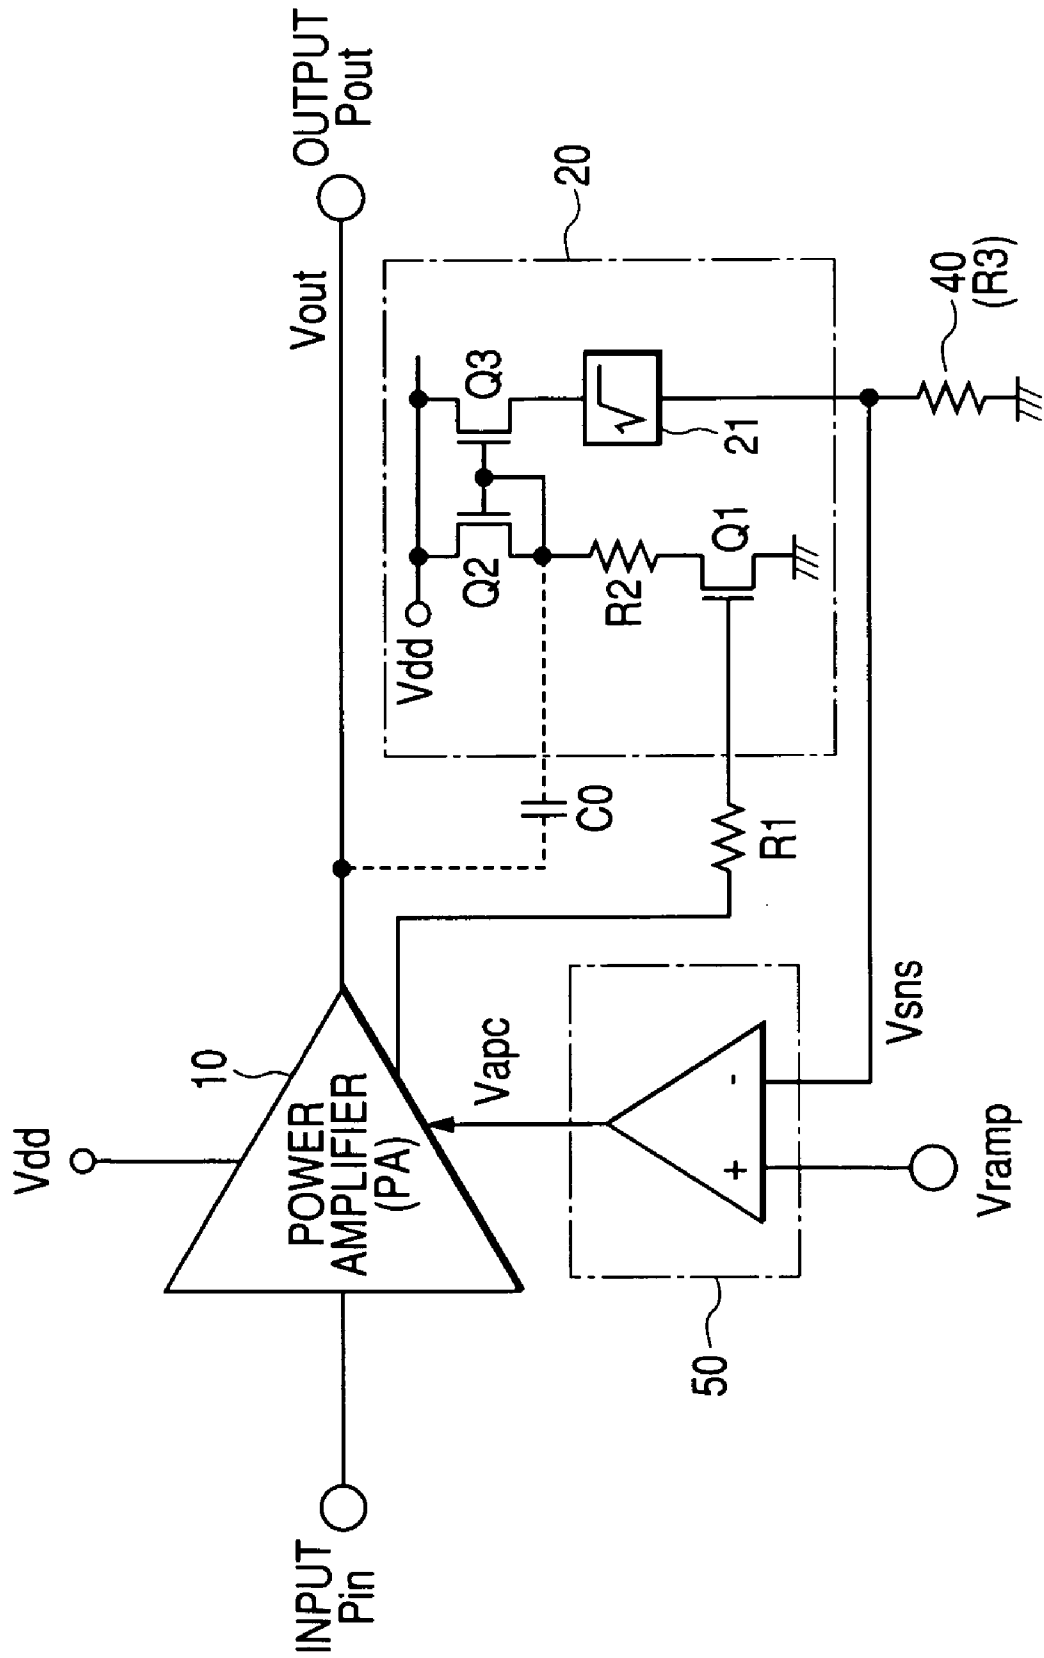 Vdd
10
INPUT
Pin
POWER
AMPLIFIER
(PA)
Vout
OUTPUT
Pout
20
Vdd
Q2
Q3
C0
R2
21
Q1
R1
Vapc
50
+
-
Vsns
Vramp
40
(R3)